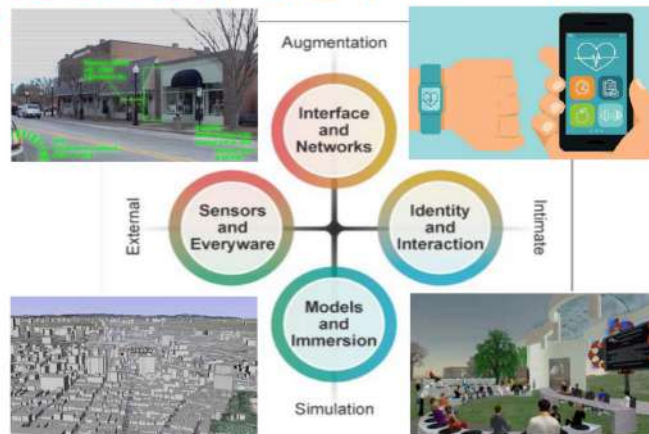 Augmentation
Interface
and
Networks
External
Sensors
and
Everyware
Identity
and
Interaction
Intimate
Models
and
Immersion
Simulation